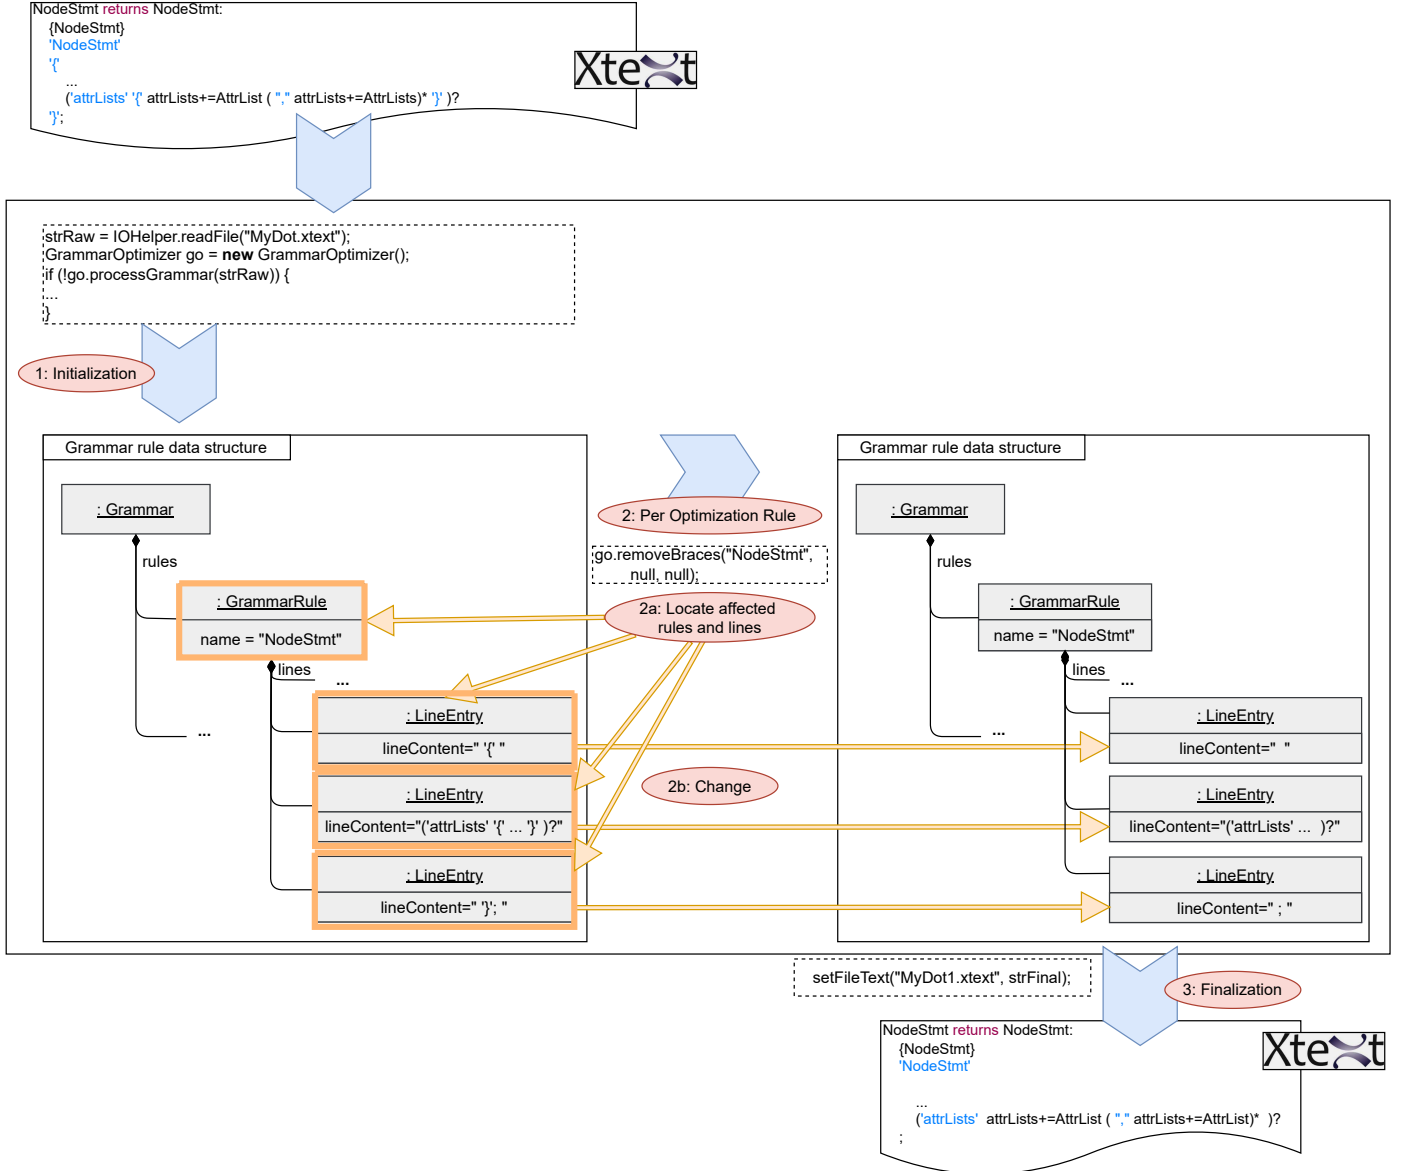 NodeStmt returns NodeStmt:
{NodeStmt}
'NodeStmt'
'{'
...
('attrLists' '{' attrLists+=AttrList ( "," attrLists+=AttrLists)* '}' )?
'}';
Xtext
strRaw = IOHelper.readFile("MyDot.xtext");
GrammarOptimizer go = new GrammarOptimizer();
if (!go.processGrammar(strRaw)) {
...
}
1: Initialization
Grammar rule data structure
: Grammar
rules
: GrammarRule
name = "NodeStmt"
lines
...
: LineEntry
lineContent=" '{' "
: LineEntry
lineContent="('attrLists' '{' ... '}' )?"
: LineEntry
lineContent=" '}'; "
...
2: Per Optimization Rule
go.removeBraces("NodeStmt",
null, null);
2a: Locate affected
rules and lines
2b: Change
Grammar rule data structure
: Grammar
rules
: GrammarRule
name = "NodeStmt"
lines
...
: LineEntry
lineContent="  "
: LineEntry
lineContent="('attrLists' ...  )?"
: LineEntry
lineContent=" ; "
...
setFileText("MyDot1.xtext", strFinal);
3: Finalization
NodeStmt returns NodeStmt:
{NodeStmt}
'NodeStmt'
...
('attrLists'  attrLists+=AttrList ( "," attrLists+=AttrList)*  )?
;
Xtext